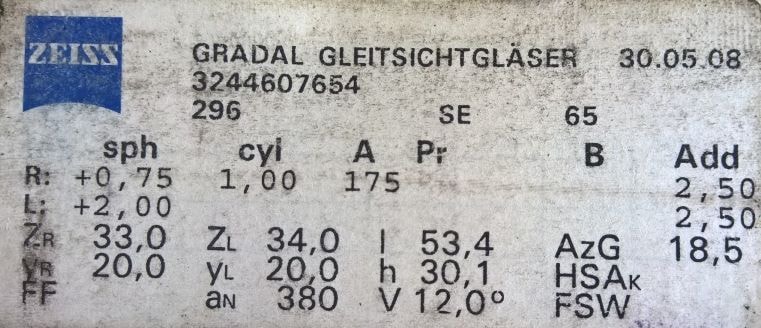 ZEISS GRADAL GLEITSICHTGLÄSER 30.05.08
3244607654
296 SE 65
sph cyl A Pr B Add
R: +0,75 1,00 175 2,50
L: +2,00 2,50
ZR 33,0 ZL 34,0 l 53,4 AzG 18,5
yR 20,0 yL 20,0 h 30,1 HSAK
FF aN 380 V 12,0° FSW